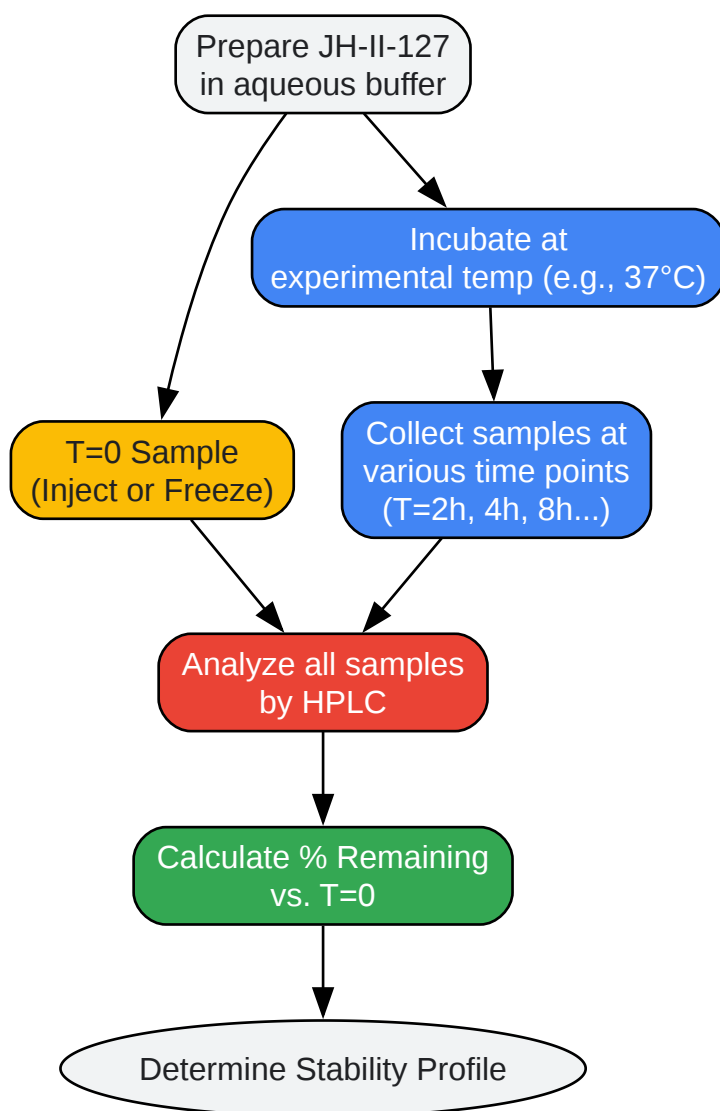 Prepare JH-II-127
in aqueous buffer
Incubate at
experimental temp (e.g., 37°C)
T=0 Sample
(Inject or Freeze)
Collect samples at
various time points
(T=2h, 4h, 8h...)
Analyze all samples
by HPLC
Calculate % Remaining
vs. T=0
Determine Stability Profile